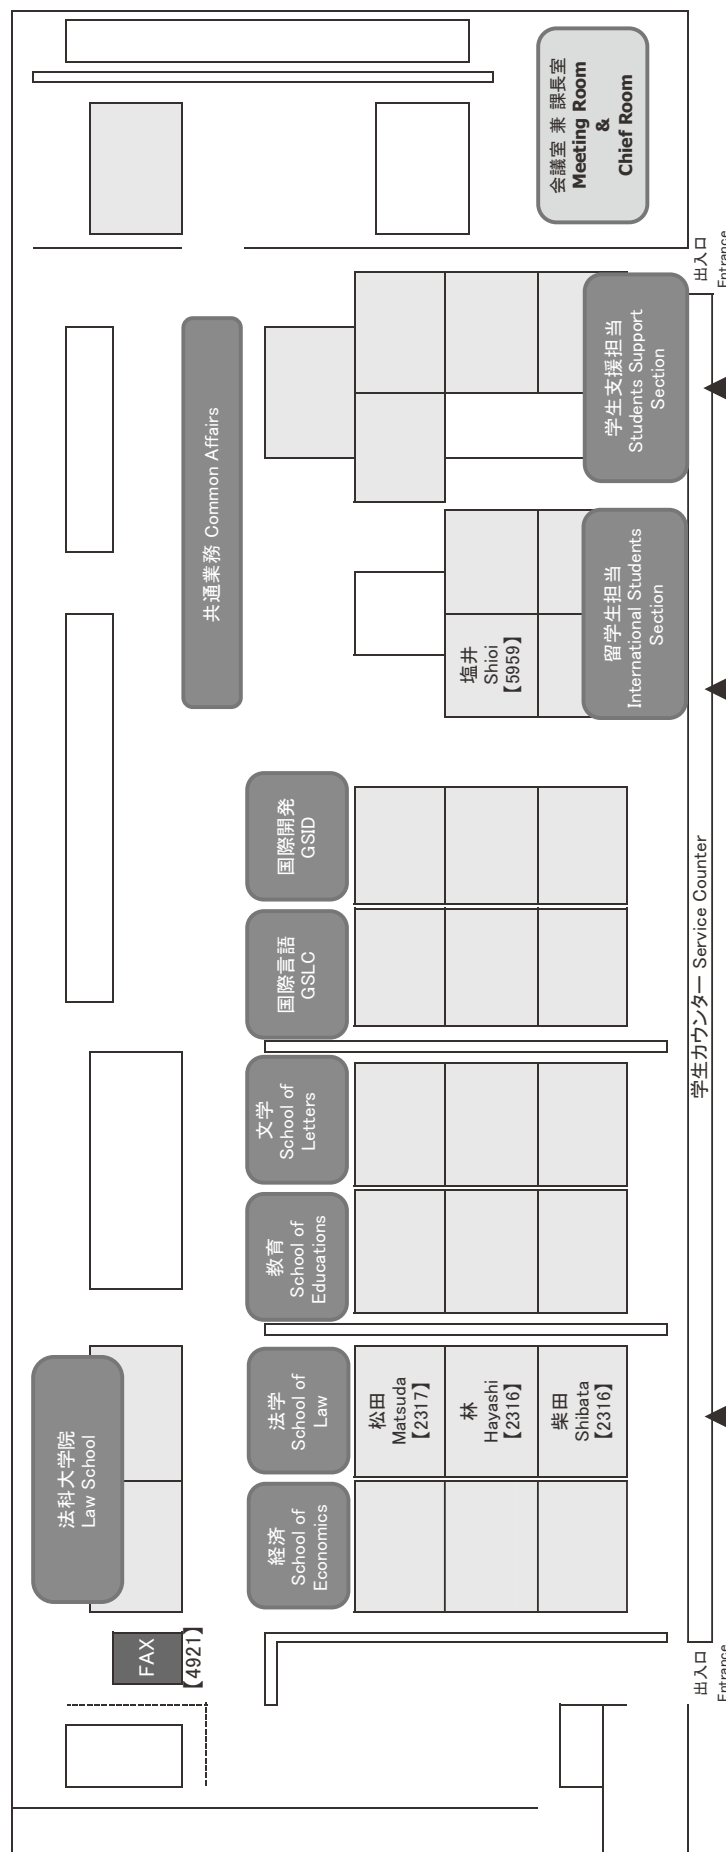 会議室 兼 課長室
Meeting Room
&
Chief Room
出入口
Entrance
学生支援担当
Students Support
Section
共通業務 Common Affairs
留学生担当
International Students
Section
塩井
Shioi
【5959】
国際開発
GSID
国際言語
GSLC
学生カウンター Service Counter
文学
School of
Letters
教育
School of
Educations
法科大学院
Law School
法学
School of
Law
松田
Matsuda
【2317】
林
Hayashi
【2316】
柴田
Shibata
【2316】
経済
School of
Economics
FAX
【4921】
出入口
Entrance